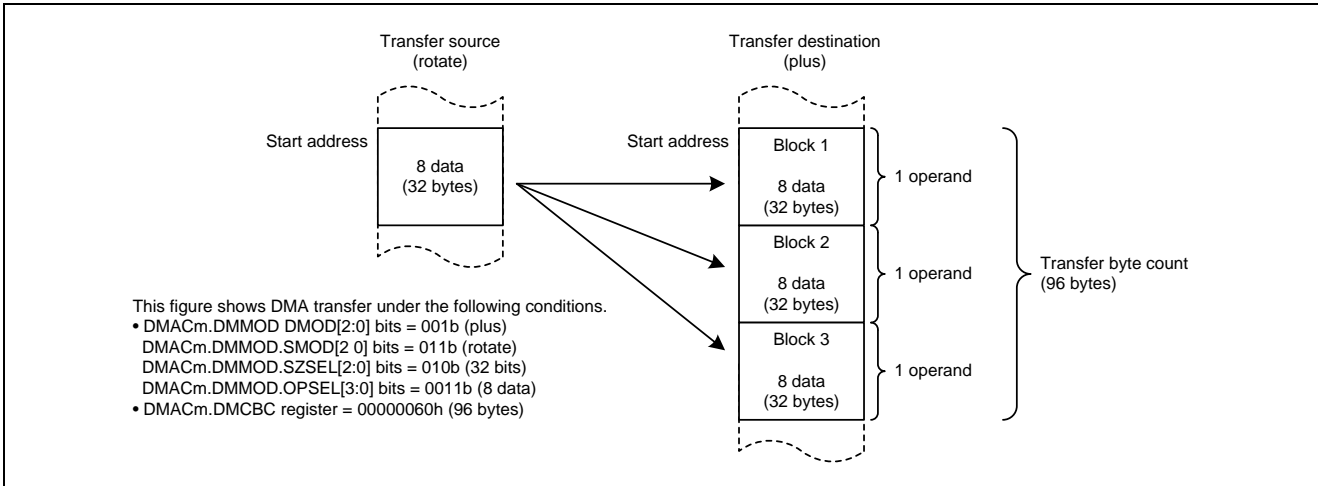 Transfer source
(rotate)
Start address
8 data
(32 bytes)
Transfer destination
(plus)
Start address
Block 1
8 data
(32 bytes)
1 operand
Block 2
8 data
(32 bytes)
1 operand
Block 3
8 data
(32 bytes)
1 operand
Transfer byte count
(96 bytes)
This figure shows DMA transfer under the following conditions.
• DMACm.DMMOD DMOD[2:0] bits = 001b (plus)
DMACm.DMMOD.SMOD[2 0] bits = 011b (rotate)
DMACm.DMMOD.SZSEL[2:0] bits = 010b (32 bits)
DMACm.DMMOD.OPSEL[3:0] bits = 0011b (8 data)
• DMACm.DMCBC register = 00000060h (96 bytes)